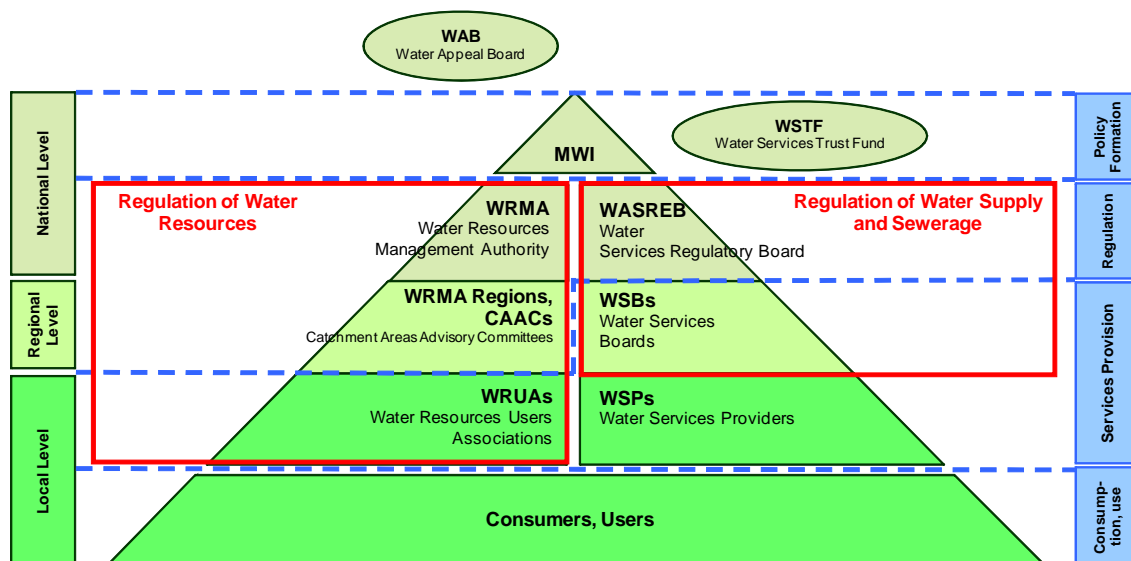 WAB
Water Appeal Board
WSTF
Water Services Trust Fund
National Level
Policy
Formation
MWI
Regulation of Water
Resources
WRMA
Water Resources
Management Authority
WASREB
Water
Services Regulatory Board
Regulation of Water Supply
and Sewerage
Regulation
Regional
Level
WRMA Regions,
CAACs
Catchment Areas Advisory Committees
WSBs
Water Services
Boards
Services Provision
Local Level
WRUAs
Water Resources Users
Associations
WSPs
Water Services Providers
Consumers, Users
Consump-
tion, use